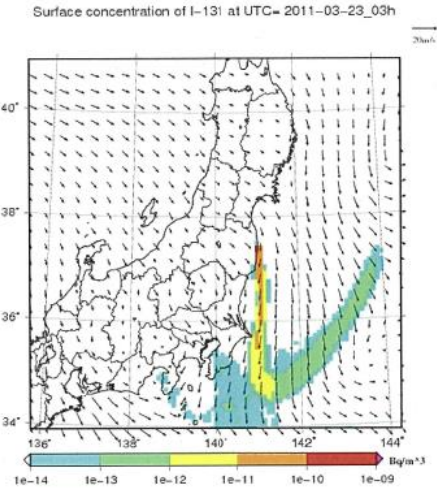 Surface concentration of I-131 at UTC= 2011-03-23_03h
20m/s
40°
38°
36°
34°
136° 138° 140° 142° 144°
Bq/m^3
1e-14 1e-13 1e-12 1e-11 1e-10 1e-09